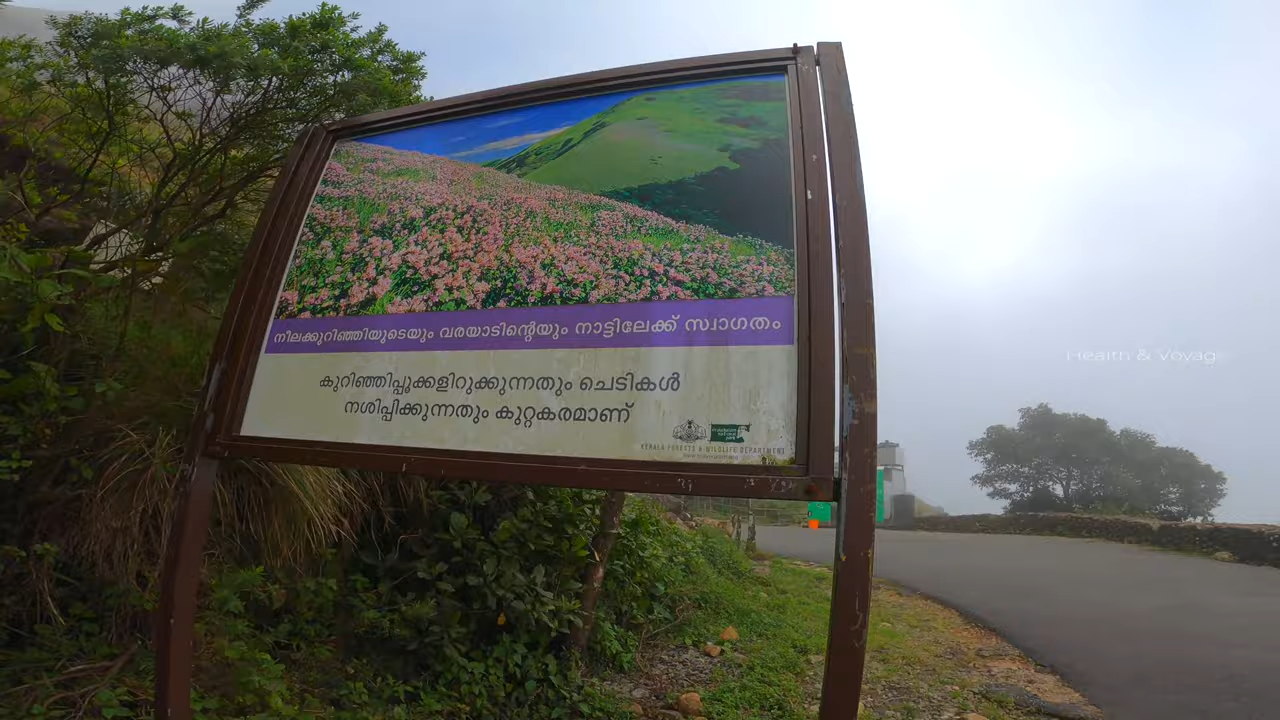 നീലക്കുറിഞ്ഞിയുടെയും വരയാടിന്റെയും നാട്ടിലേക്ക് സ്വാഗതം
കുറിഞ്ഞിപ്പൂക്കളിറുക്കുന്നതും ചെടികൾ
നശിപ്പിക്കുന്നതും കുറ്റകരമാണ്
KERALA FORESTS & WILDLIFE DEPARTMENT
Health & Voyag